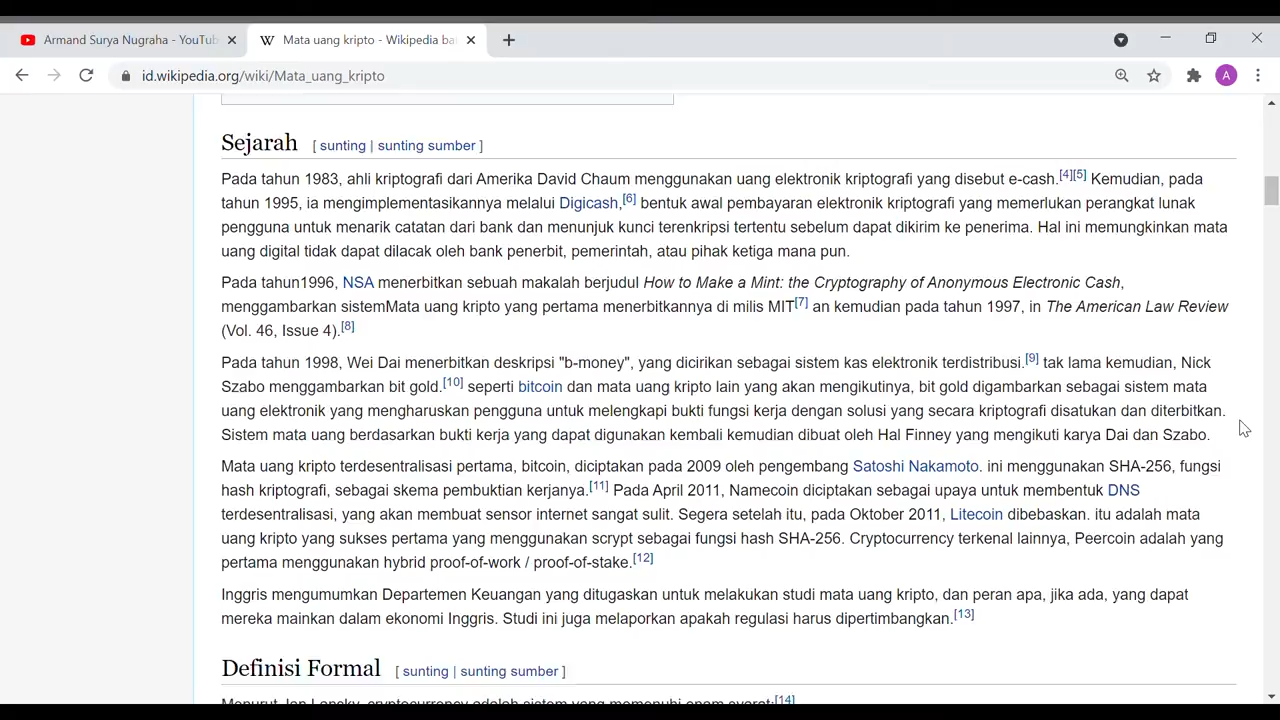 Armand Surya Nugraha - YouTub
Mata uang kripto - Wikipedia ba
id.wikipedia.org/wiki/Mata_uang_kripto
A
Sejarah [ sunting | sunting sumber ]
Pada tahun 1983, ahli kriptografi dari Amerika David Chaum menggunakan uang elektronik kriptografi yang disebut e-cash.[4][5] Kemudian, pada
tahun 1995, ia mengimplementasikannya melalui Digicash,[6] bentuk awal pembayaran elektronik kriptografi yang memerlukan perangkat lunak
pengguna untuk menarik catatan dari bank dan menunjuk kunci terenkripsi tertentu sebelum dapat dikirim ke penerima. Hal ini memungkinkan mata
uang digital tidak dapat dilacak oleh bank penerbit, pemerintah, atau pihak ketiga mana pun.
Pada tahun1996, NSA menerbitkan sebuah makalah berjudul How to Make a Mint: the Cryptography of Anonymous Electronic Cash,
menggambarkan sistemMata uang kripto yang pertama menerbitkannya di milis MIT[7] an kemudian pada tahun 1997, in The American Law Review
(Vol. 46, Issue 4).[8]
Pada tahun 1998, Wei Dai menerbitkan deskripsi "b-money", yang dicirikan sebagai sistem kas elektronik terdistribusi.[9] tak lama kemudian, Nick
Szabo menggambarkan bit gold.[10] seperti bitcoin dan mata uang kripto lain yang akan mengikutinya, bit gold digambarkan sebagai sistem mata
uang elektronik yang mengharuskan pengguna untuk melengkapi bukti fungsi kerja dengan solusi yang secara kriptografi disatukan dan diterbitkan.
Sistem mata uang berdasarkan bukti kerja yang dapat digunakan kembali kemudian dibuat oleh Hal Finney yang mengikuti karya Dai dan Szabo.
Mata uang kripto terdesentralisasi pertama, bitcoin, diciptakan pada 2009 oleh pengembang Satoshi Nakamoto. ini menggunakan SHA-256, fungsi
hash kriptografi, sebagai skema pembuktian kerjanya.[11] Pada April 2011, Namecoin diciptakan sebagai upaya untuk membentuk DNS
terdesentralisasi, yang akan membuat sensor internet sangat sulit. Segera setelah itu, pada Oktober 2011, Litecoin dibebaskan. itu adalah mata
uang kripto yang sukses pertama yang menggunakan scrypt sebagai fungsi hash SHA-256. Cryptocurrency terkenal lainnya, Peercoin adalah yang
pertama menggunakan hybrid proof-of-work / proof-of-stake.[12]
Inggris mengumumkan Departemen Keuangan yang ditugaskan untuk melakukan studi mata uang kripto, dan peran apa, jika ada, yang dapat
mereka mainkan dalam ekonomi Inggris. Studi ini juga melaporkan apakah regulasi harus dipertimbangkan.[13]
Definisi Formal [ sunting | sunting sumber ]
Menurut Jan Lansky, cryptocurrency adalah sistem yang memenuhi enam syarat:[14]